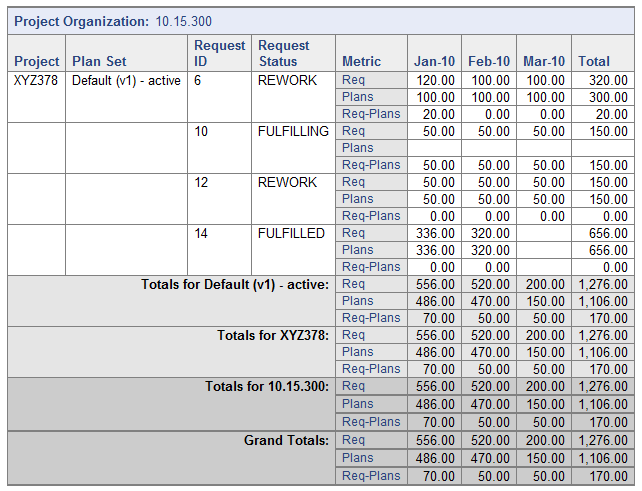 Project Organization: 10.15.300
Project Plan Set Request ID Request Status Metric Jan-10 Feb-10 Mar-10 Total
XYZ378 Default (v1) - active 6 REWORK Req 120.00 100.00 100.00 320.00
Plans 100.00 100.00 100.00 300.00
Req-Plans 20.00 0.00 0.00 20.00
10 FULFILLING Req 50.00 50.00 50.00 150.00
Plans
Req-Plans 50.00 50.00 50.00 150.00
12 REWORK Req 50.00 50.00 50.00 150.00
Plans 50.00 50.00 50.00 150.00
Req-Plans 0.00 0.00 0.00 0.00
14 FULFILLED Req 336.00 320.00 656.00
Plans 336.00 320.00 656.00
Req-Plans 0.00 0.00 0.00
Totals for Default (v1) - active: Req 556.00 520.00 200.00 1,276.00
Plans 486.00 470.00 150.00 1,106.00
Req-Plans 70.00 50.00 50.00 170.00
Totals for XYZ378: Req 556.00 520.00 200.00 1,276.00
Plans 486.00 470.00 150.00 1,106.00
Req-Plans 70.00 50.00 50.00 170.00
Totals for 10.15.300: Req 556.00 520.00 200.00 1,276.00
Plans 486.00 470.00 150.00 1,106.00
Req-Plans 70.00 50.00 50.00 170.00
Grand Totals: Req 556.00 520.00 200.00 1,276.00
Plans 486.00 470.00 150.00 1,106.00
Req-Plans 70.00 50.00 50.00 170.00